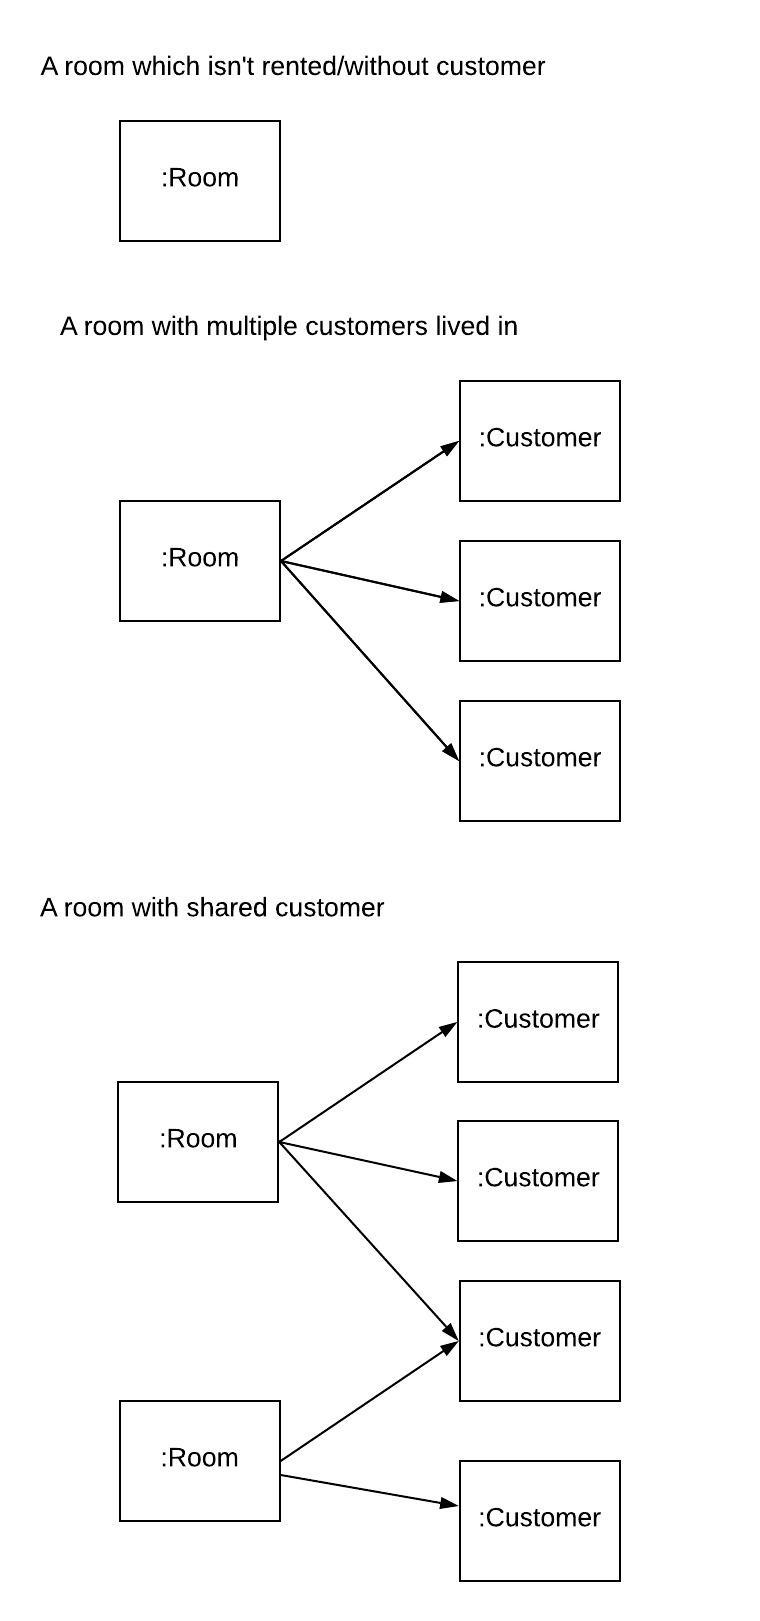 A room which isn't rented/without customer
:Room
A room with multiple customers lived in
:Customer
:Room
:Customer
:Customer
A room with shared customer
:Customer
:Room
:Customer
:Customer
:Room
:Customer